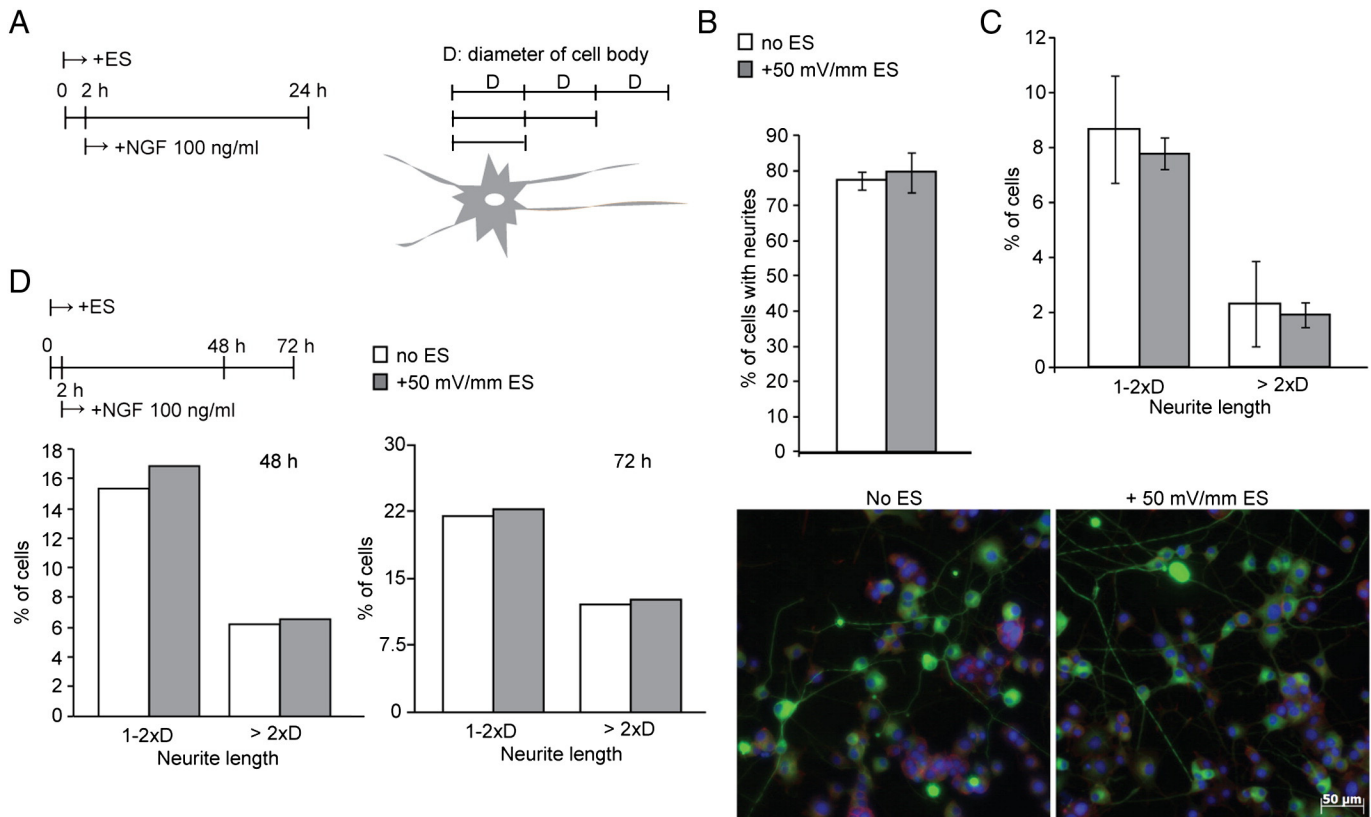 A
+ES
0 2 h 24 h
+NGF 100 ng/ml
D: diameter of cell body
D D D
B
no ES
+50 mV/mm ES
90
80
70
60
50
40
30
20
10
0
% of cells with neurites
C
12
10
8
6
4
2
0
% of cells
1-2xD > 2xD
Neurite length
D
+ES
0 48 h 72 h
2 h
+NGF 100 ng/ml
no ES
+50 mV/mm ES
48 h
18
16
14
12
10
8
6
4
2
0
% of cells
1-2xD > 2xD
Neurite length
72 h
30
22
15
7.5
0
% of cells
1-2xD > 2xD
Neurite length
No ES
+ 50 mV/mm ES
50 µm